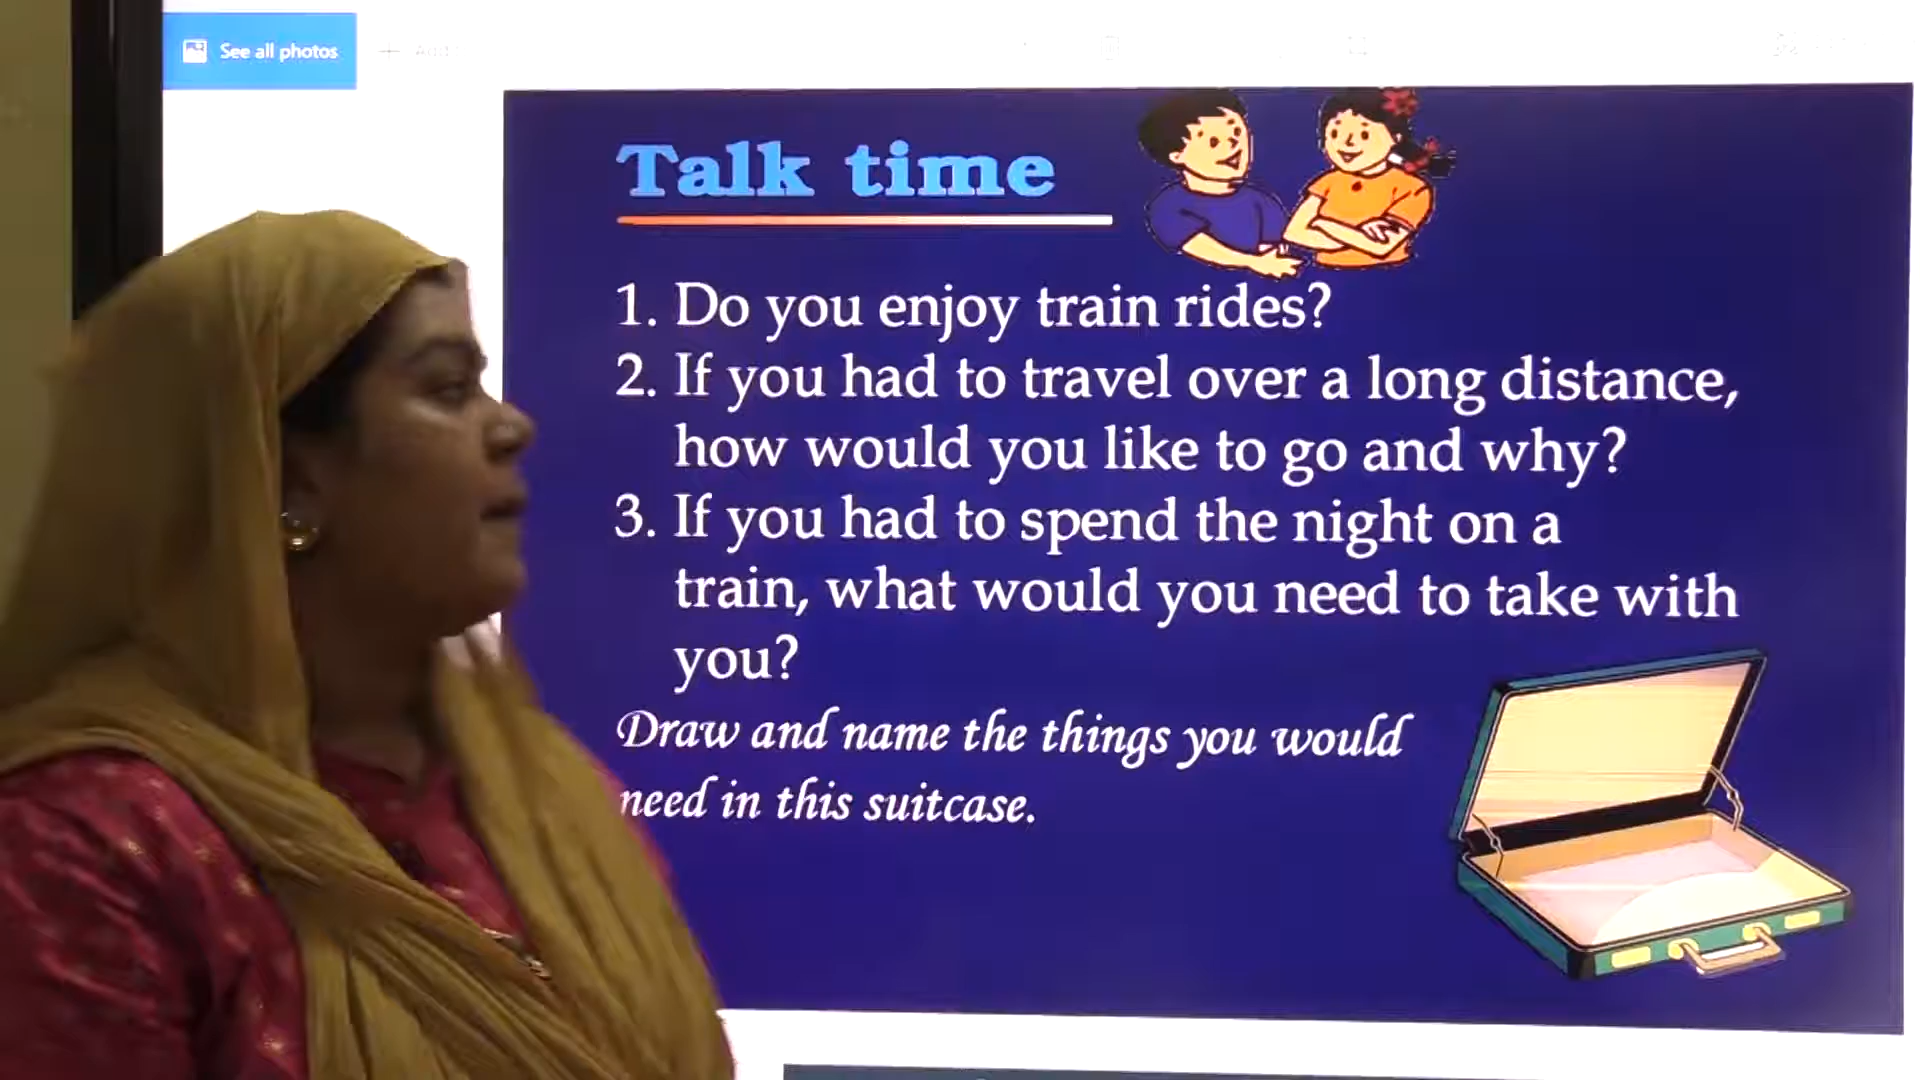 See all photos
Talk time
1. Do you enjoy train rides?
2. If you had to travel over a long distance,
how would you like to go and why?
3. If you had to spend the night on a
train, what would you need to take with
you?
Draw and name the things you would
need in this suitcase.